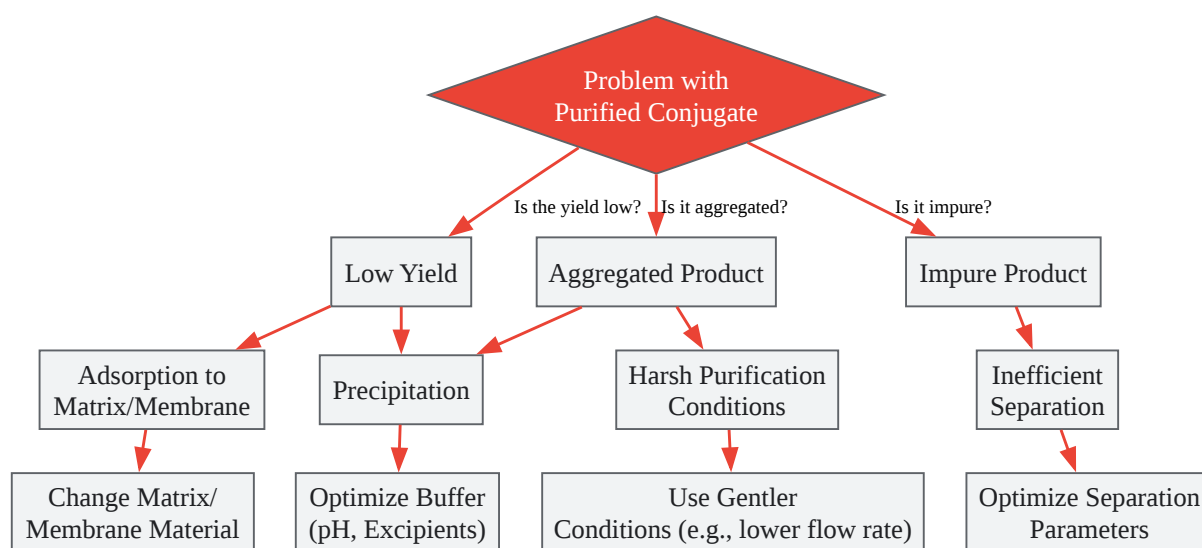 Problem with
Purified Conjugate
Is the yield low?
Is it aggregated?
Is it impure?
Low Yield
Aggregated Product
Impure Product
Adsorption to
Matrix/Membrane
Precipitation
Harsh Purification
Conditions
Inefficient
Separation
Change Matrix/
Membrane Material
Optimize Buffer
(pH, Excipients)
Use Gentler
Conditions (e.g., lower flow rate)
Optimize Separation
Parameters